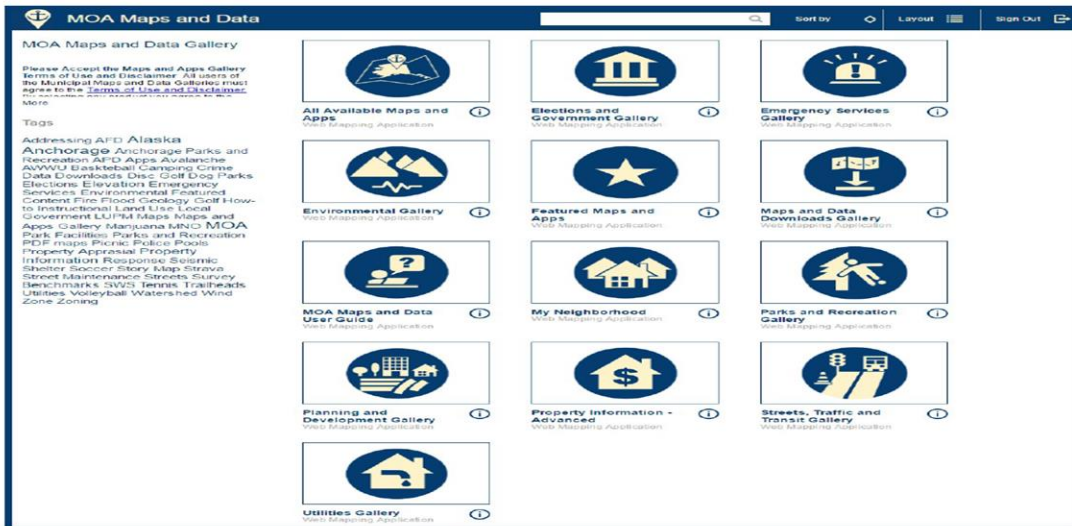 MOA Maps and Data
Sort by
Layout
Sign Out
MOA Maps and Data Gallery
Please Accept the Maps and Apps Gallery
Terms of Use and Disclaimer All users of
the Municipal Maps and Data Galleries must
agree to the Terms of Use and Disclaimer.
More
Tags
Addressing AFD Alaska
Anchorage Anchorage Parks and
Recreation APD Apps Avalanche
AWWU Baskteball Camping Crime
Data Downloads Disc Golf Dog Parks
Elections Elevation Emergency
Services Environmental Featured
Content Fire Flood Geology Golf How-
to Instructional Land Use Local
Goverment LUPM Maps Maps and
Apps Gallery Marijuana MNO MOA
Park Facilities Parks and Recreation
PDF maps Picnic Police Pools
Property Appraisal Property
Information Response Seismic
Shelter Soccer Story Map Strava
Street Maintenance Streets Survey
Benchmarks SWS Tennis Trailheads
Utilities Volleyball Watershed Wind
Zone Zoning
All Available Maps and
Apps
Web Mapping Application
Elections and
Government Gallery
Web Mapping Application
Emergency Services
Gallery
Web Mapping Application
Environmental Gallery
Web Mapping Application
Featured Maps and
Apps
Web Mapping Application
Maps and Data
Downloads Gallery
Web Mapping Application
?
MOA Maps and Data
User Guide
Web Mapping Application
My Neighborhood
Web Mapping Application
Parks and Recreation
Gallery
Web Mapping Application
Planning and
Development Gallery
Web Mapping Application
$
Property Information -
Advanced
Web Mapping Application
Streets, Traffic and
Transit Gallery
Web Mapping Application
Utilities Gallery
Web Mapping Application